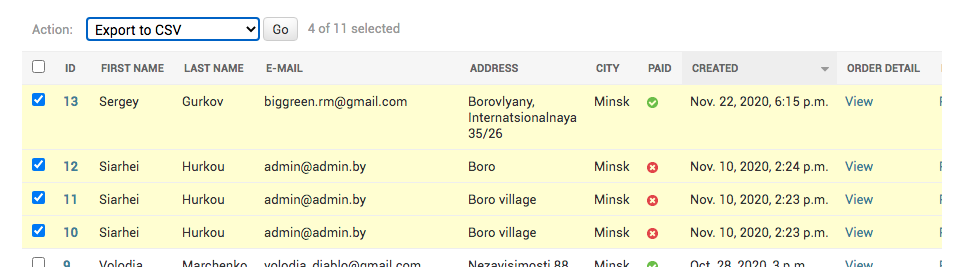 Action: Export to CSV Go 4 of 11 selected
ID FIRST NAME LAST NAME E-MAIL ADDRESS CITY PAID CREATED ORDER DETAIL
13 Sergey Gurkov biggreen.rm@gmail.com Borovlyany, Minsk Nov. 22, 2020, 6:15 p.m. View
Internatsionalnaya
35/26
12 Siarhei Hurkou admin@admin.by Boro Minsk Nov. 10, 2020, 2:24 p.m. View
11 Siarhei Hurkou admin@admin.by Boro village Minsk Nov. 10, 2020, 2:23 p.m. View
10 Siarhei Hurkou admin@admin.by Boro village Minsk Nov. 10, 2020, 2:23 p.m. View
9 Volodia Marchenko volodia_diablo@gmail.com Nezavisimosti 88 Minsk Oct. 28, 2020, 3 p.m. View